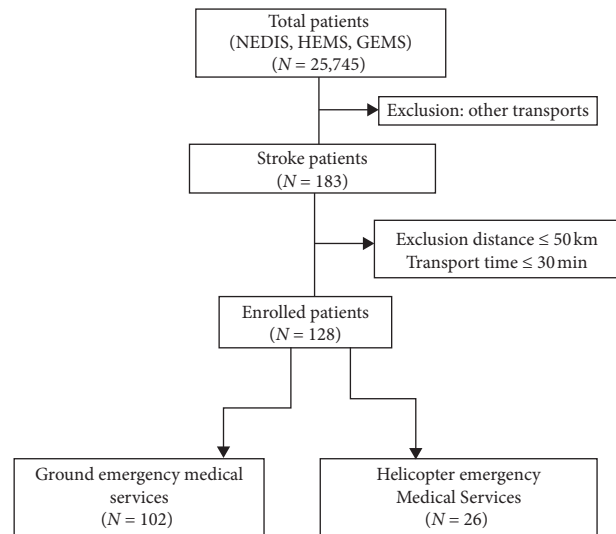 Total patients
(NEDIS, HEMS, GEMS)
(N = 25,745)
Exclusion: other transports
Stroke patients
(N = 183)
Exclusion distance ≤ 50 km
Transport time ≤ 30 min
Enrolled patients
(N = 128)
Ground emergency medical
services
(N = 102)
Helicopter emergency
Medical Services
(N = 26)